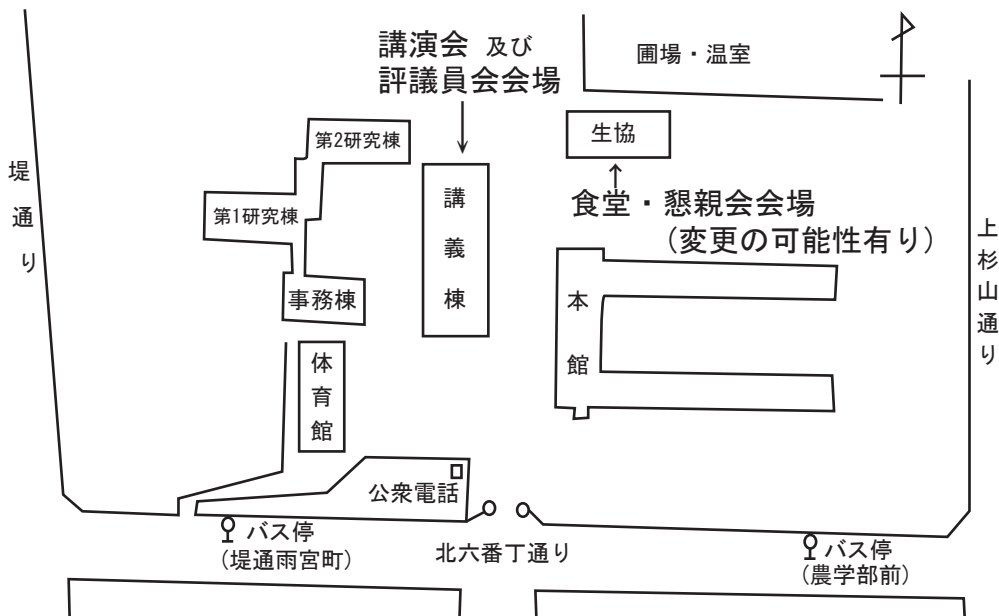 講演会 及び
評議員会会場
圃場・温室
生協
第2研究棟
食堂・懇親会会場
(変更の可能性有り)
堤通り
第1研究棟
講義棟
上杉山通り
事務棟
本館
体育館
公衆電話
バス停
(堤通雨宮町)
北六番丁通り
バス停
(農学部前)